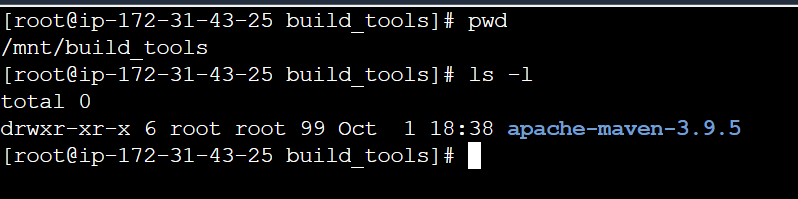 [root@ip-172-31-43-25 build_tools]# pwd
/mnt/build_tools
[root@ip-172-31-43-25 build_tools]# ls -l
total 0
drwxr-xr-x 6 root root 99 Oct  1 18:38 apache-maven-3.9.5
[root@ip-172-31-43-25 build_tools]#